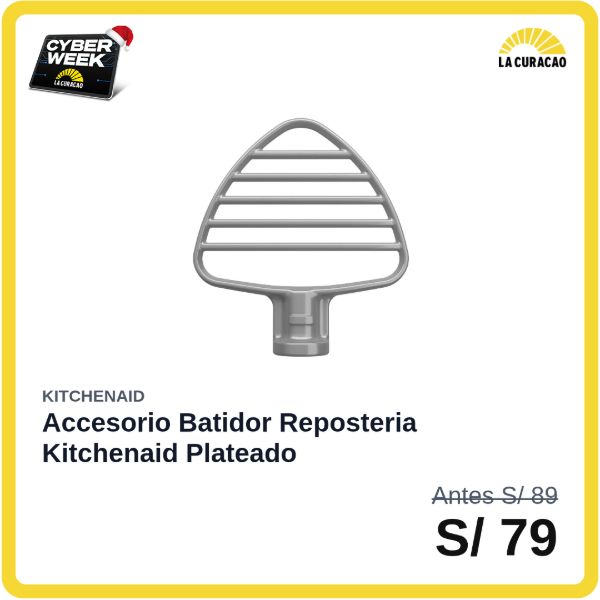 CYBER
WEEK
LA CURACAO
LA CURACAO
KITCHENAID
Accesorio Batidor Reposteria
Kitchenaid Plateado
Antes S/ 89
S/ 79